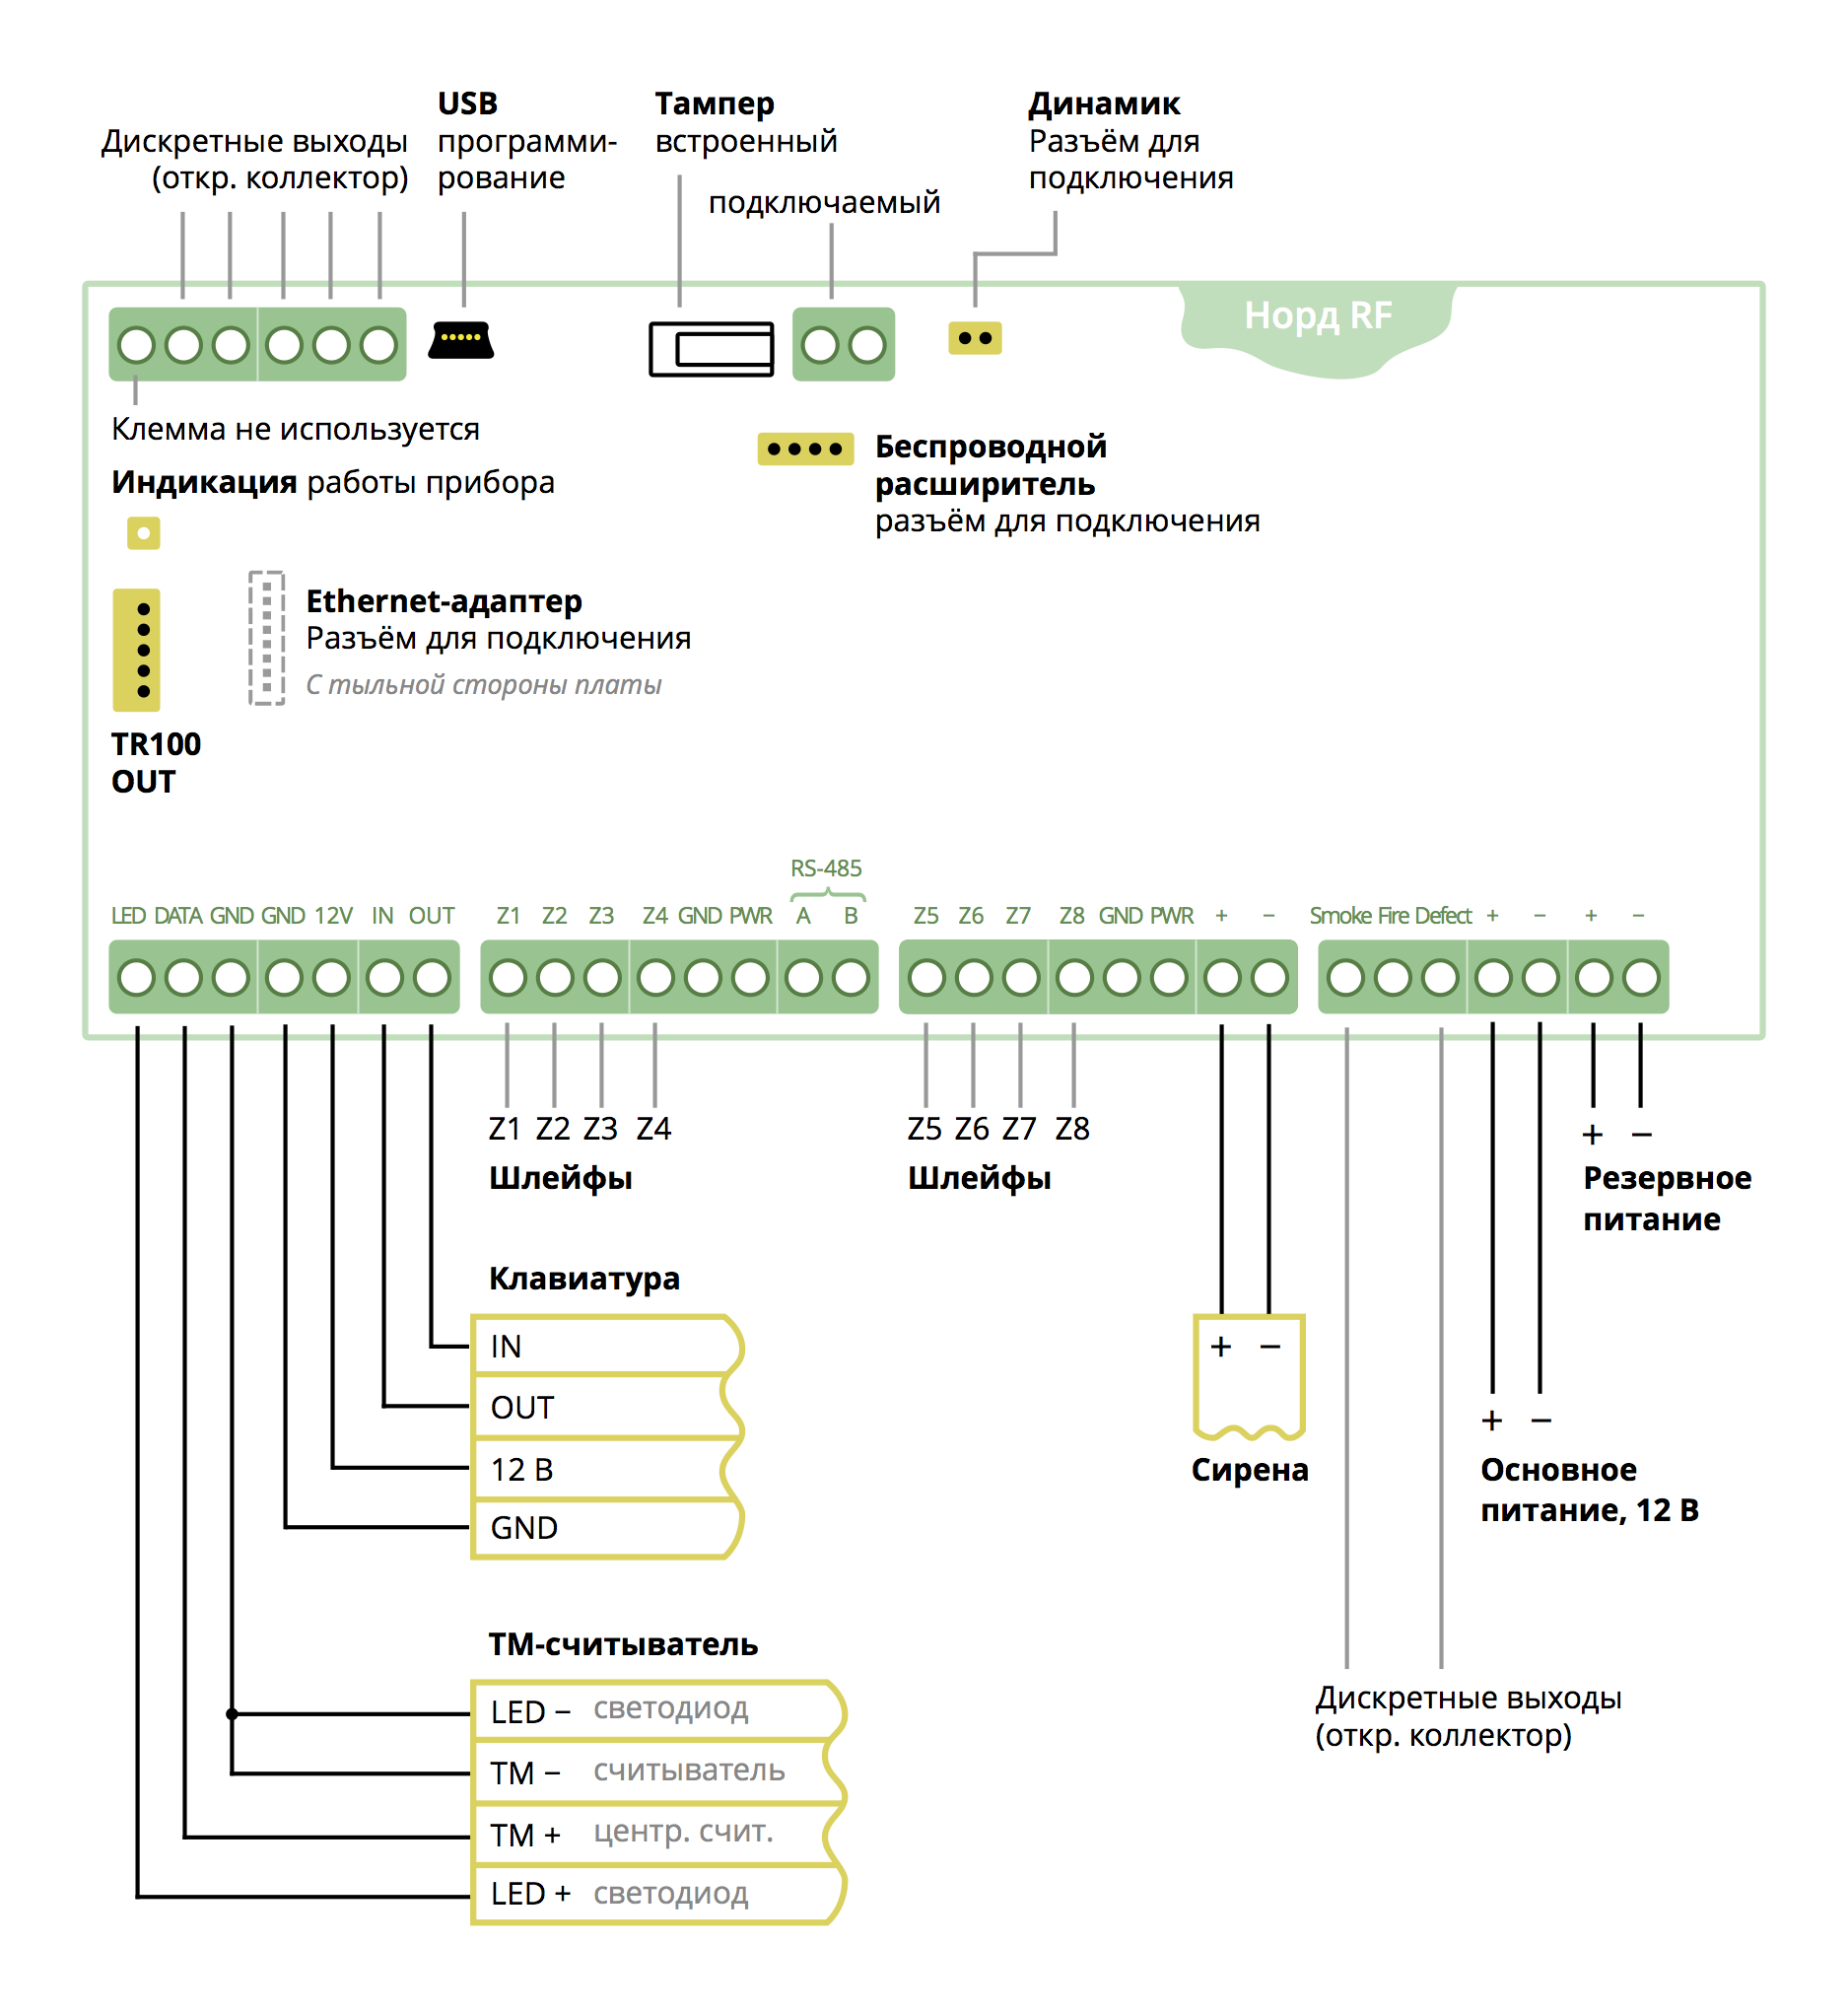 USB
программи-
рование
Дискретные выходы
(откр. коллектор)
Тампер
встроенный
подключаемый
Динамик
Разъём для
подключения
Норд RF
Клемма не используется
Индикация работы прибора
Беспроводной
расширитель
разъём для подключения
Ethernet-адаптер
Разъём для подключения
С тыльной стороны платы
TR100
OUT
RS-485
LED DATA GND GND 12V IN OUT
Z1 Z2 Z3 Z4 GND PWR A B
Z5 Z6 Z7 Z8 GND PWR + −
Smoke Fire Defect + − + −
Z1 Z2 Z3 Z4
Шлейфы
Z5 Z6 Z7 Z8
Шлейфы
+ −
Резервное
питание
Клавиатура
IN
OUT
12 В
GND
+ −
Сирена
+ −
Основное
питание, 12 В
ТМ-считыватель
LED − светодиод
TM − считыватель
TM + центр. счит.
LED + светодиод
Дискретные выходы
(откр. коллектор)